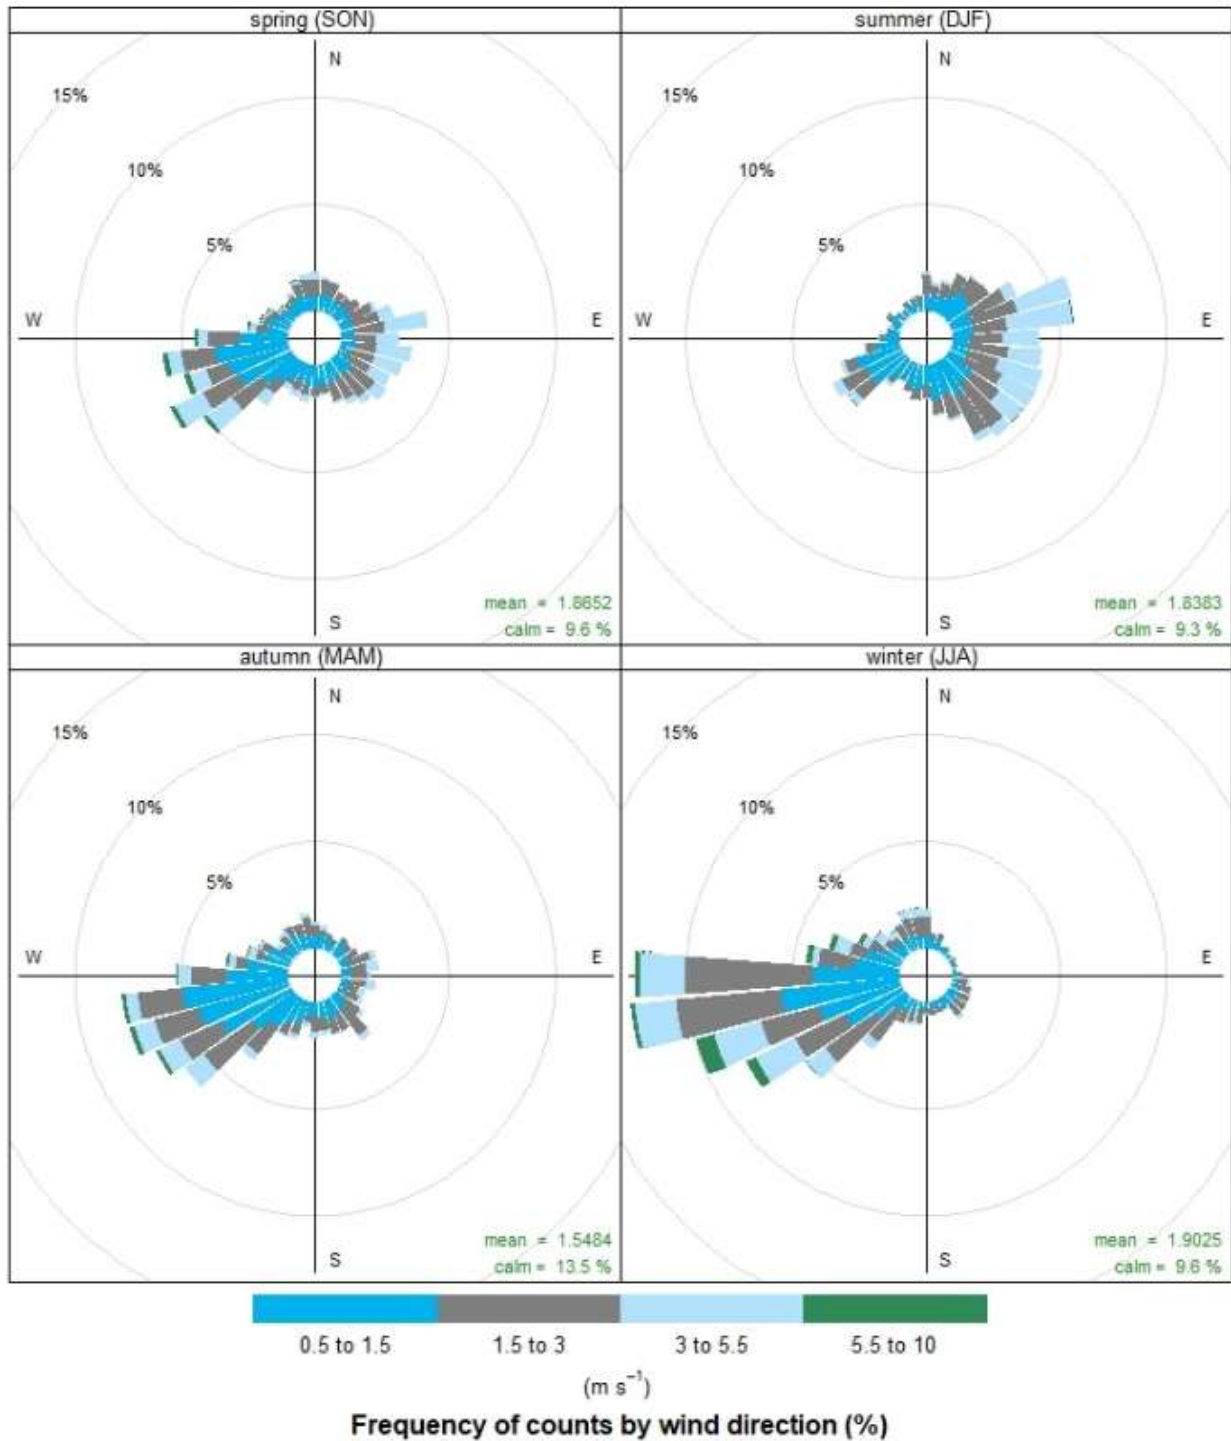 spring (SON)
summer (DJF)
N
15%
10%
5%
W
E
S
mean = 1.8652
calm = 9.6 %
N
15%
10%
5%
W
E
S
mean = 1.8383
calm = 9.3 %
autumn (MAM)
winter (JJA)
N
15%
10%
5%
W
E
S
mean = 1.5484
calm = 13.5 %
N
15%
10%
5%
W
E
S
mean = 1.9025
calm = 9.6 %
0.5 to 1.5
1.5 to 3
3 to 5.5
5.5 to 10
(m s⁻¹)
Frequency of counts by wind direction (%)